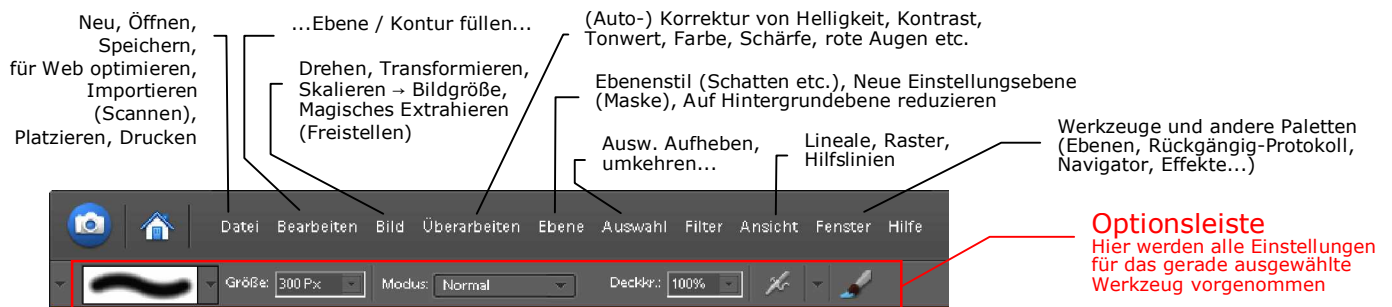 Neu, Öffnen,
Speichern,
für Web optimieren,
Importieren
(Scannen),
Platzieren, Drucken
...Ebene / Kontur füllen...
Drehen, Transformieren,
Skalieren → Bildgröße,
Magisches Extrahieren
(Freistellen)
(Auto-) Korrektur von Helligkeit, Kontrast,
Tonwert, Farbe, Schärfe, rote Augen etc.
Ebenenstil (Schatten etc.), Neue Einstellungsebene
(Maske), Auf Hintergrundebene reduzieren
Ausw. Aufheben,
umkehren...
Lineale, Raster,
Hilfslinien
Werkzeuge und andere Paletten
(Ebenen, Rückgängig-Protokoll,
Navigator, Effekte...)
Datei Bearbeiten Bild Überarbeiten Ebene Auswahl Filter Ansicht Fenster Hilfe
Größe: 300 Px Modus: Normal Deckkr.: 100%
Optionsleiste
Hier werden alle Einstellungen
für das gerade ausgewählte
Werkzeug vorgenommen